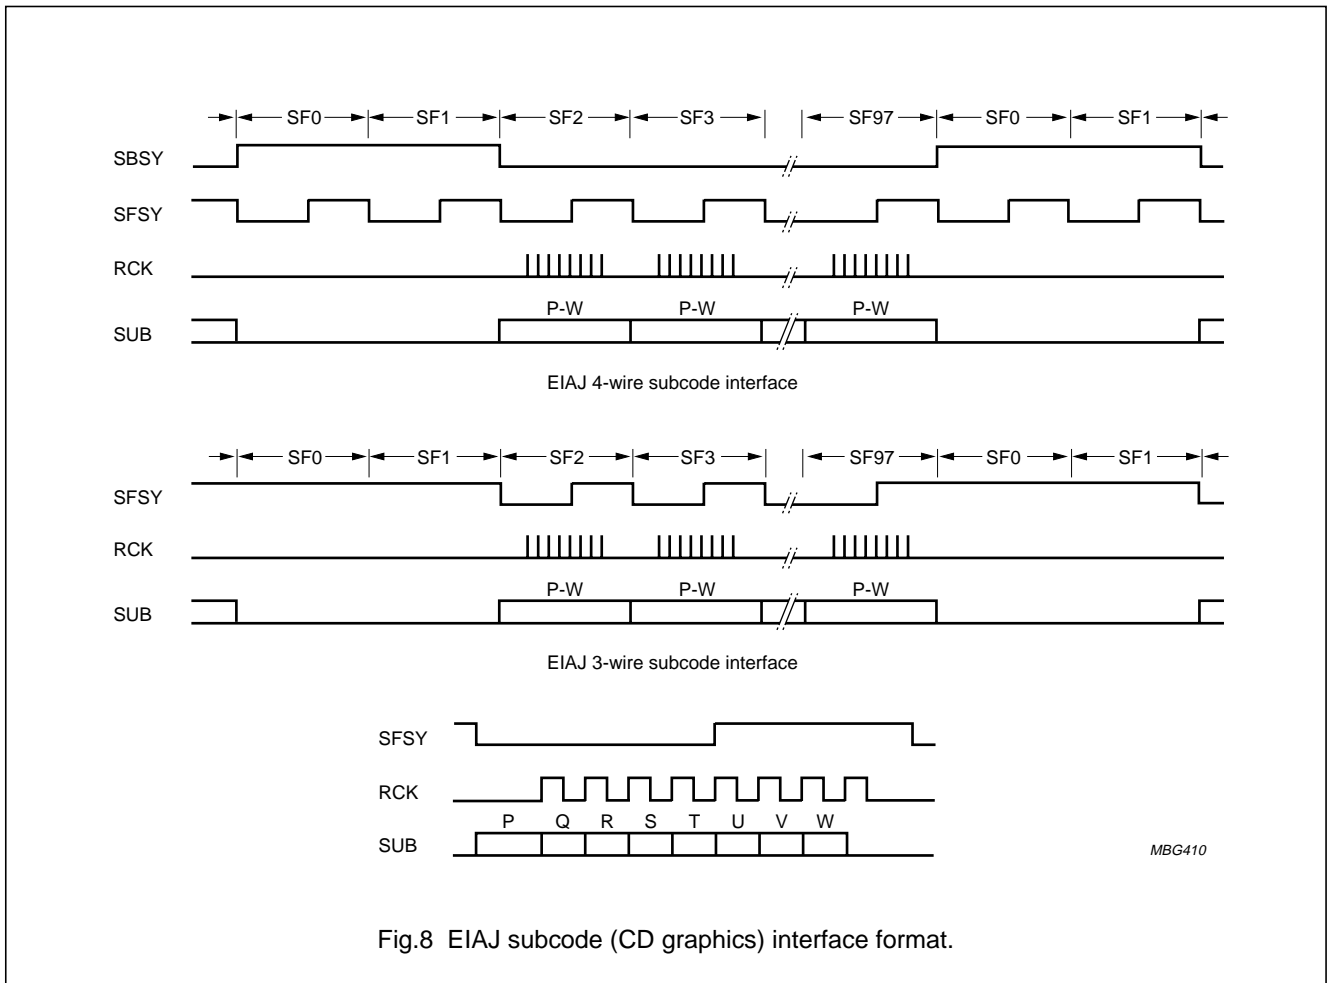 SF0 SF1 SF2 SF3 SF97 SF0 SF1
SBSY
SFSY
RCK
P-W P-W P-W
SUB
EIAJ 4-wire subcode interface
SF0 SF1 SF2 SF3 SF97 SF0 SF1
SFSY
RCK
P-W P-W P-W
SUB
EIAJ 3-wire subcode interface
SFSY
RCK
P Q R S T U V W
SUB
MBG410
Fig.8 EIAJ subcode (CD graphics) interface format.